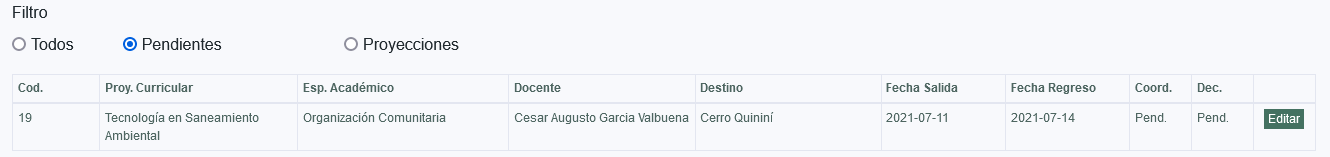 Filtro
Todos Pendientes Proyecciones
Cod. Proy. Curricular Esp. Académico Docente Destino Fecha Salida Fecha Regreso Coord. Dec.
19 Tecnología en Saneamiento Organización Comunitaria Cesar Augusto Garcia Valbuena Cerro Quininí 2021-07-11 2021-07-14 Pend. Pend. Editar
Ambiental